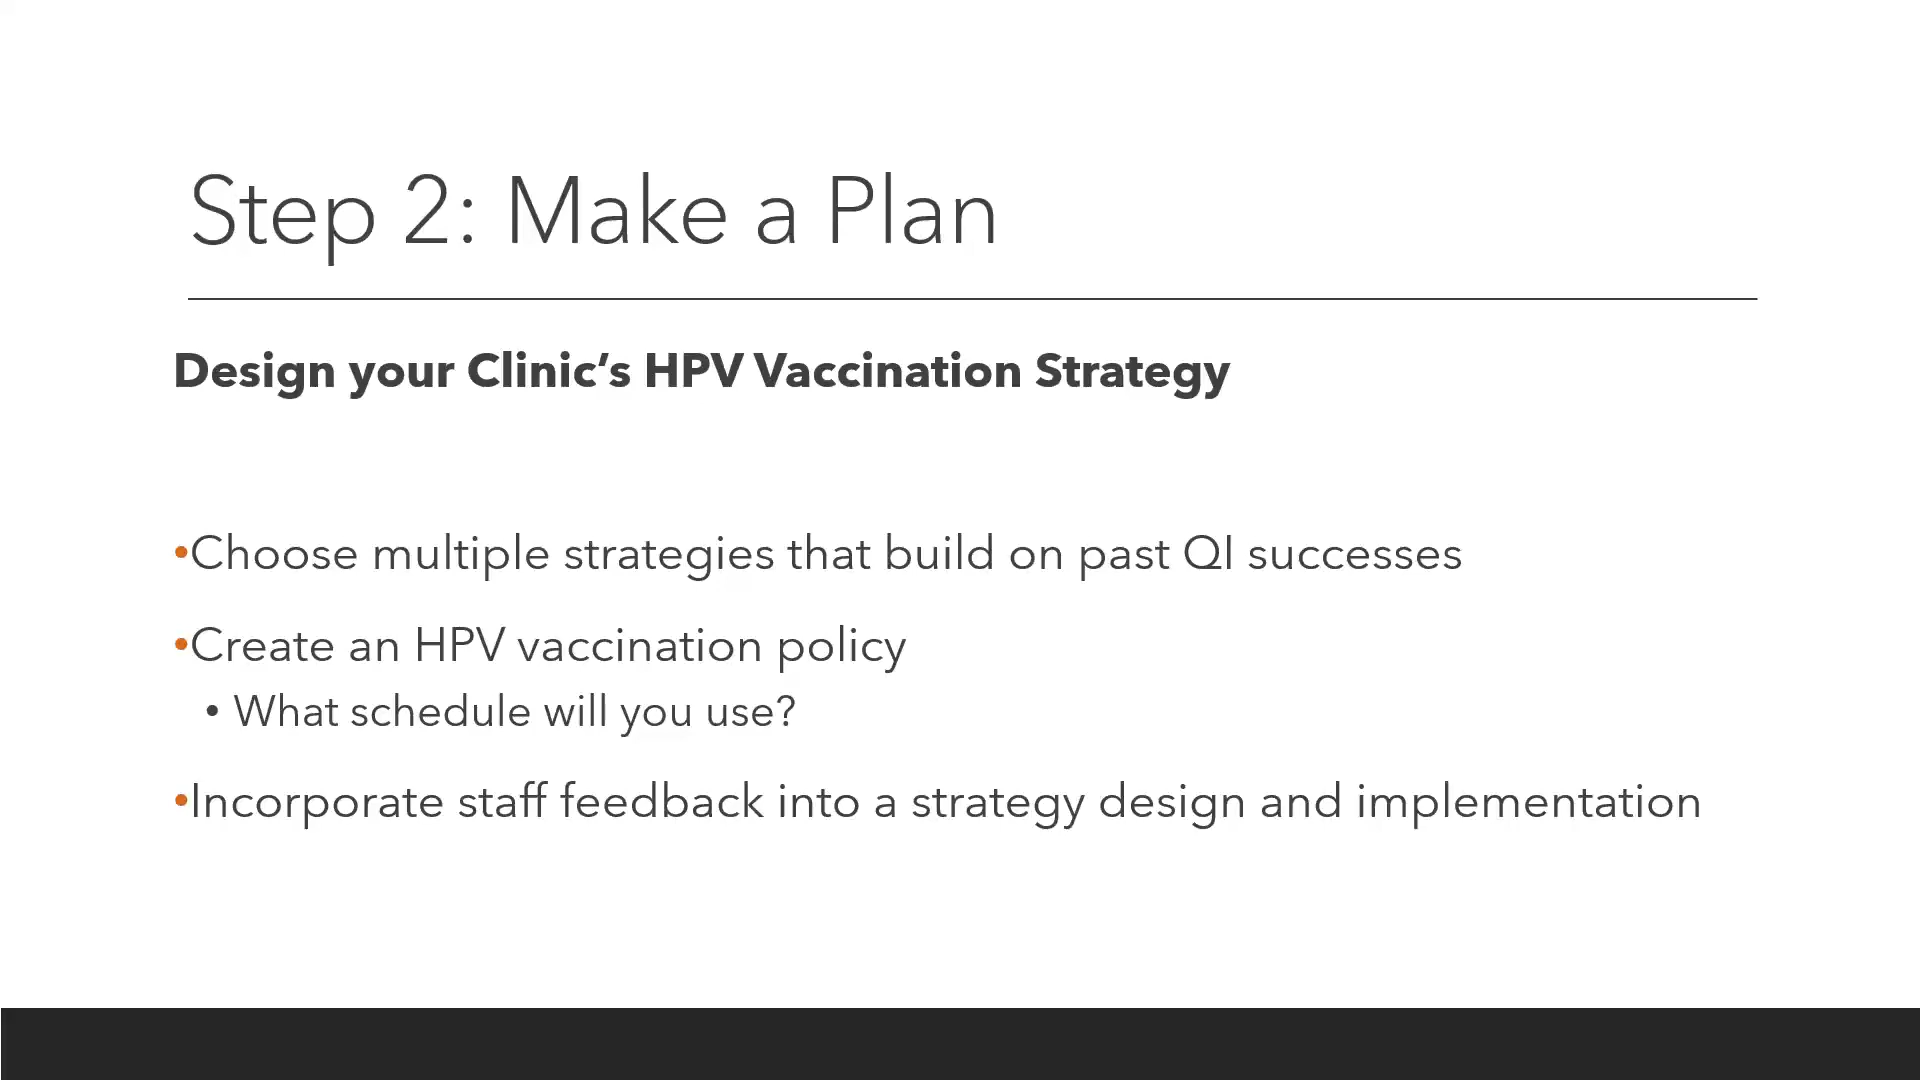 Step 2: Make a Plan
Design your Clinic’s HPV Vaccination Strategy
•Choose multiple strategies that build on past QI successes
•Create an HPV vaccination policy
• What schedule will you use?
•Incorporate staff feedback into a strategy design and implementation